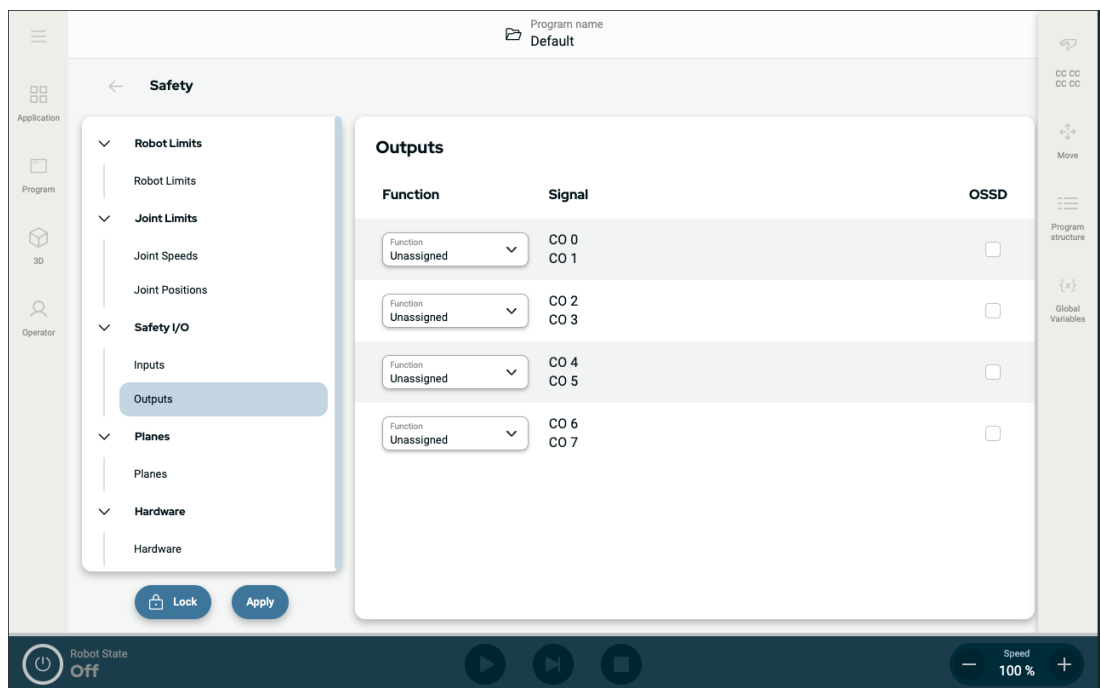 Program name
Default
Application
Program
3D
Operator
Safety
Robot Limits
Robot Limits
Joint Limits
Joint Speeds
Joint Positions
Safety I/O
Inputs
Outputs
Planes
Planes
Hardware
Hardware
Lock
Apply
Outputs
Function Signal OSSD
Function
Unassigned
CO 0
CO 1
Function
Unassigned
CO 2
CO 3
Function
Unassigned
CO 4
CO 5
Function
Unassigned
CO 6
CO 7
CC CC
CC CC
Move
Program
structure
{x}
Global
Variables
Robot State
Off
Speed
100 %